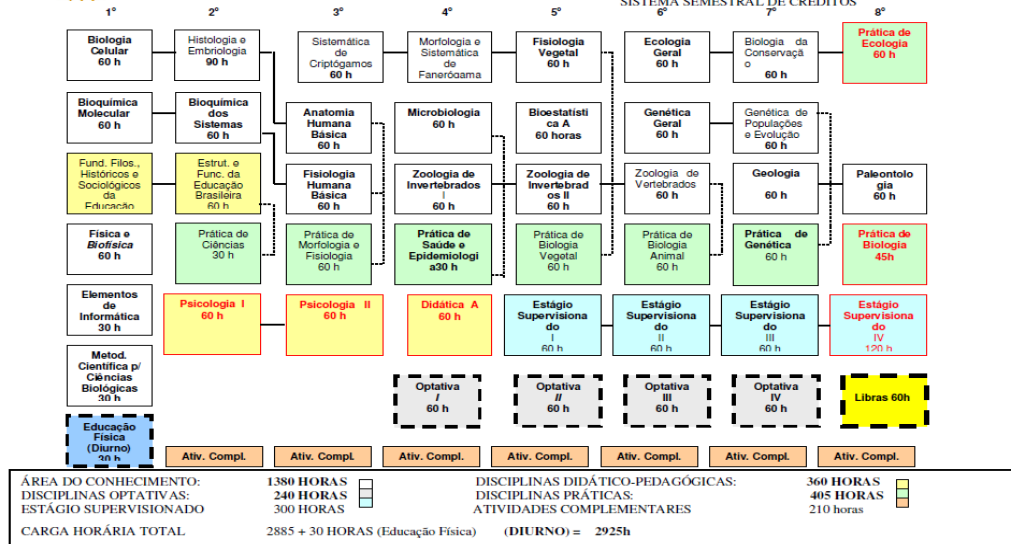 SISTEMA SEMESTRAL DE CRÉDITOS
1º 2º 3º 4º 5º 6º 7º 8º
Biologia
Celular
60 h
Histologia e
Embriologia
90 h
Sistemática
de
Criptógamos
60 h
Morfologia e
Sistemática
de
Fanerógama
Fisiologia
Vegetal
60 h
Ecologia
Geral
60 h
Biologia da
Conservaçã
o
60 h
Prática de
Ecologia
60 h
Bioquímica
Molecular
60 h
Bioquímica
dos
Sistemas
60 h
Anatomia
Humana
Básica
60 h
Microbiologia
60 h
Bioestatísti
ca A
60 horas
Genética
Geral
60 h
Genética de
Populações
e Evolução
60 h
Fund. Filos.,
Históricos e
Sociológicos
da
Educação
Estrut. e
Func. da
Educação
Brasileira
60 h
Fisiologia
Humana
Básica
60 h
Zoologia de
Invertebrados
I
60 h
Zoologia de
Invertebrad
os II
60 h
Zoologia de
Vertebrados
60 h
Geologia
60 h
Paleontolo
gia
60 h
Física e
Biofísica
60 h
Prática de
Ciências
30 h
Prática de
Morfologia e
Fisiologia
60 h
Prática de
Saúde e
Epidemiologi
a30 h
Prática de
Biologia
Vegetal
60 h
Prática de
Biologia
Animal
60 h
Prática de
Genética
60 h
Prática de
Biologia
45h
Elementos
de
Informática
30 h
Psicologia I
60 h
Psicologia II
60 h
Didática A
60 h
Estágio
Supervisiona
do
I
60 h
Estágio
Supervisiona
do
II
60 h
Estágio
Supervisiona
do
III
60 h
Estágio
Supervisiona
do
IV
120 h
Metod.
Científica p/
Ciências
Biológicas
30 h
Optativa
I
60 h
Optativa
II
60 h
Optativa
III
60 h
Optativa
IV
60 h
Libras 60h
Educação
Física
(Diurno)
30 h
Ativ. Compl. Ativ. Compl. Ativ. Compl. Ativ. Compl. Ativ. Compl. Ativ. Compl. Ativ. Compl.
ÁREA DO CONHECIMENTO: 1380 HORAS DISCIPLINAS DIDÁTICO-PEDAGÓGICAS: 360 HORAS
DISCIPLINAS OPTATIVAS: 240 HORAS DISCIPLINAS PRÁTICAS: 405 HORAS
ESTÁGIO SUPERVISIONADO 300 HORAS ATIVIDADES COMPLEMENTARES 210 horas
CARGA HORÁRIA TOTAL 2885 + 30 HORAS (Educação Física) (DIURNO) = 2925h